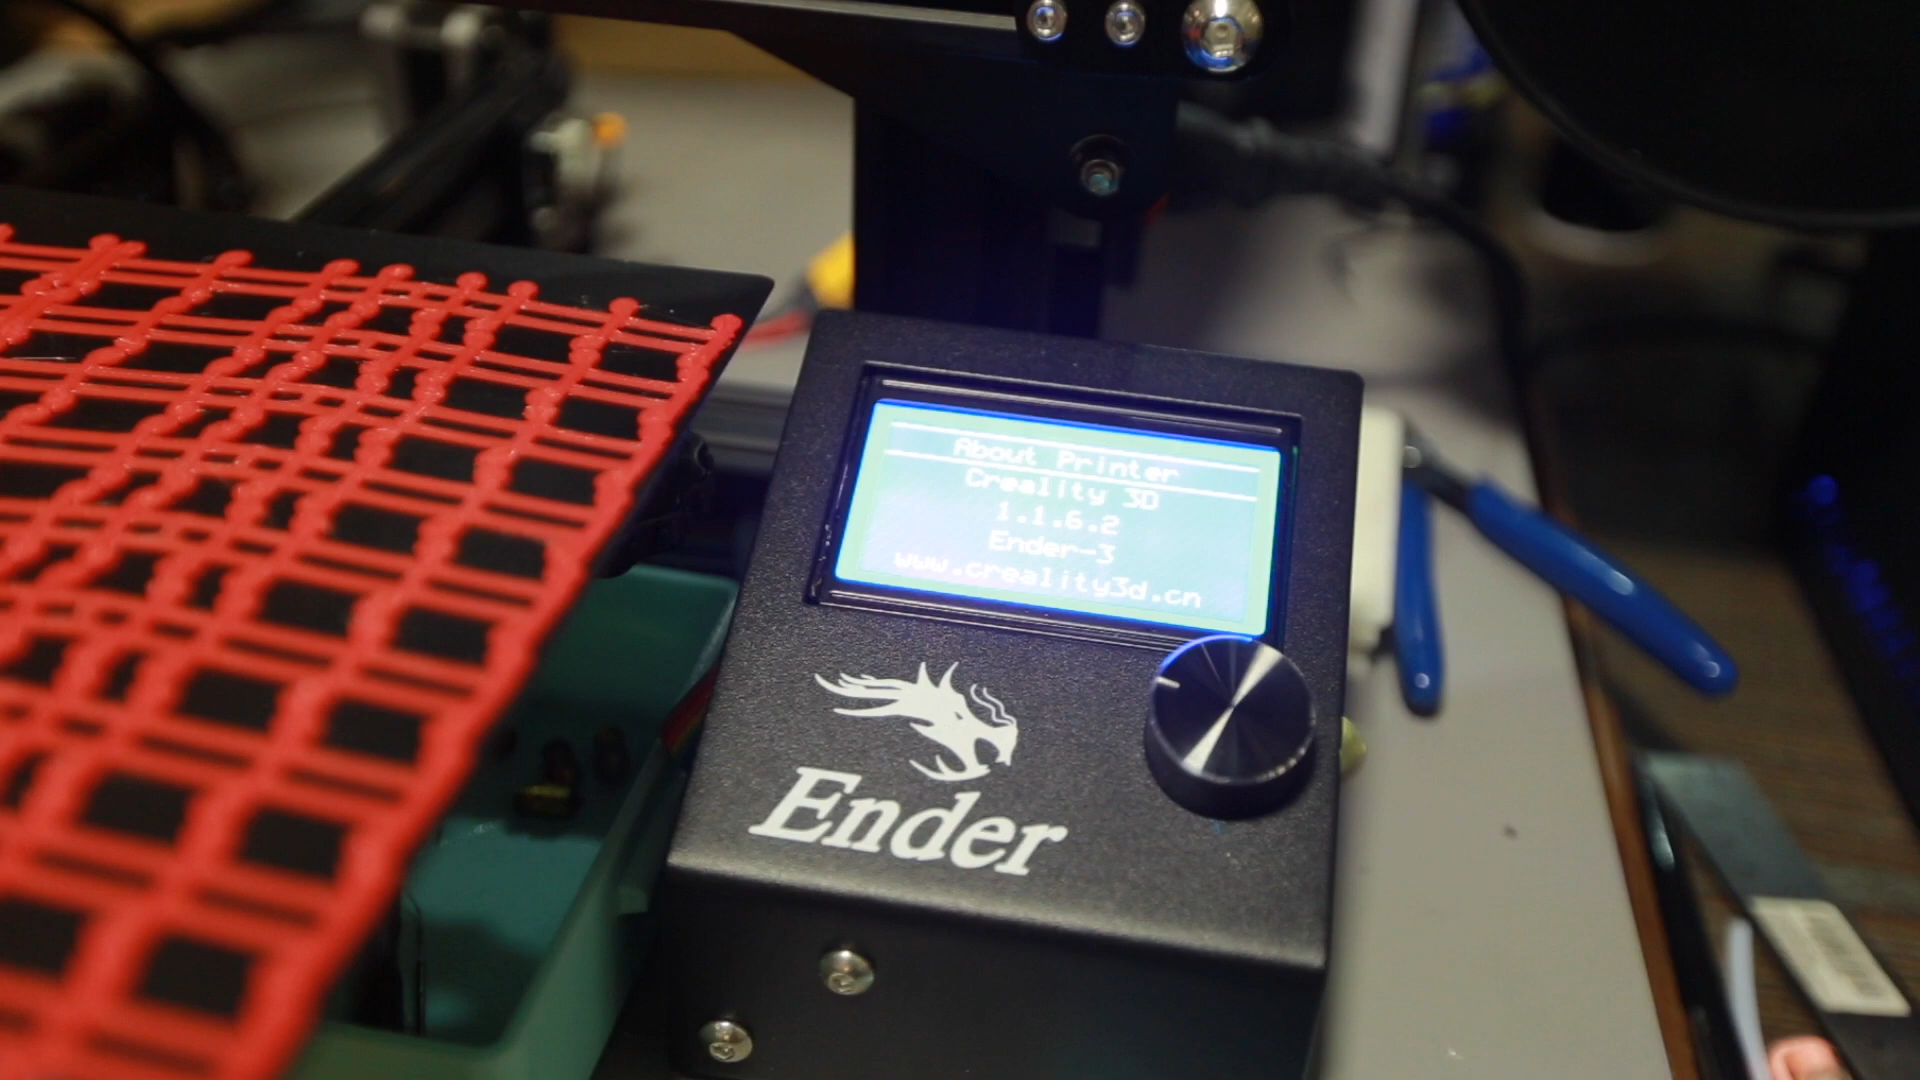 About Printer
Creality 3D
1.1.6.2
Ender-3
www.creality3d.cn
Ender